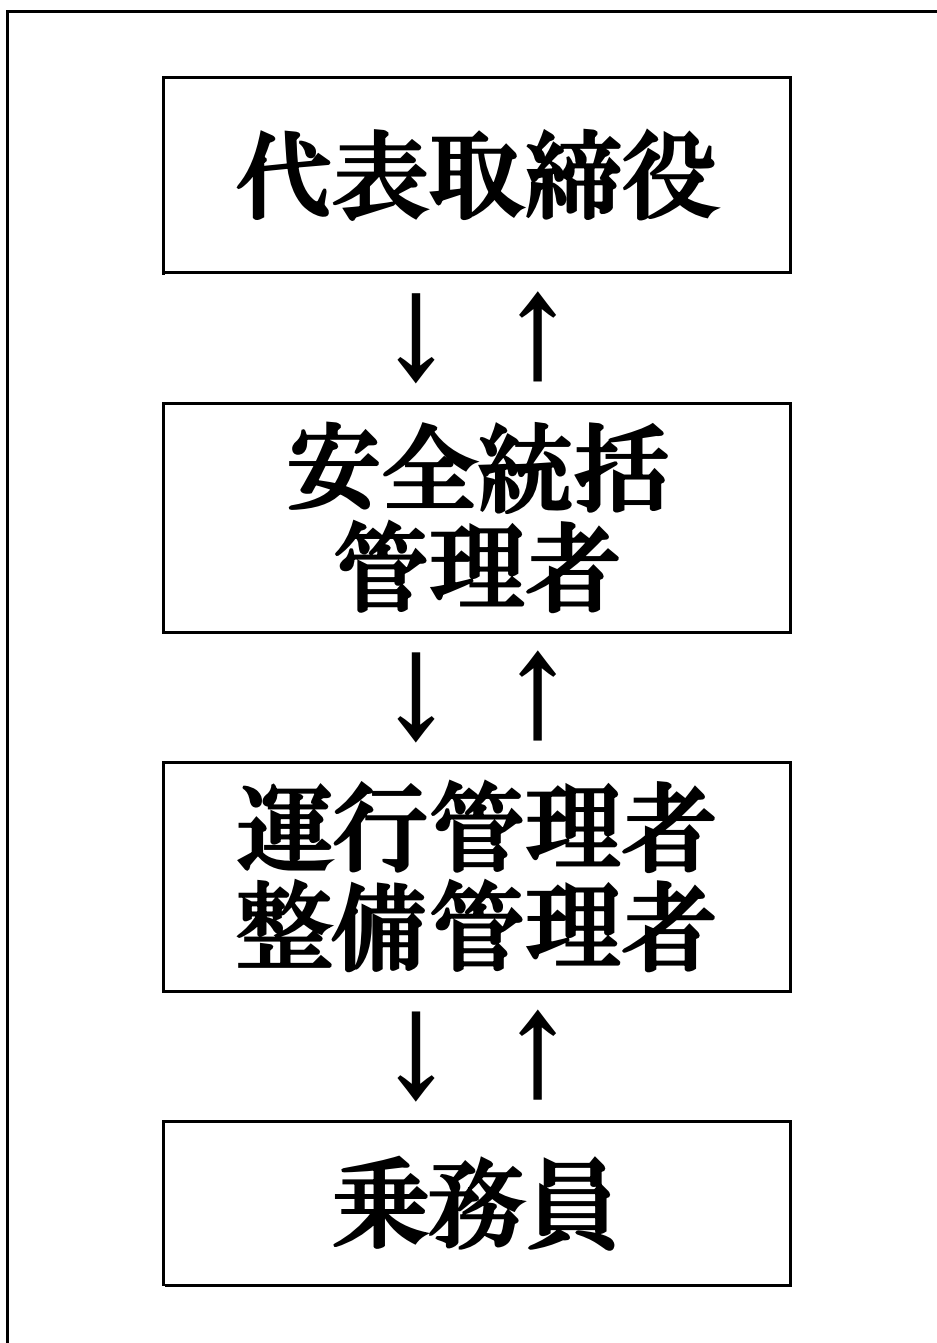 代表取締役
↓ ↑
安全統括
管理者
↓ ↑
運行管理者
整備管理者
↓ ↑
乗務員